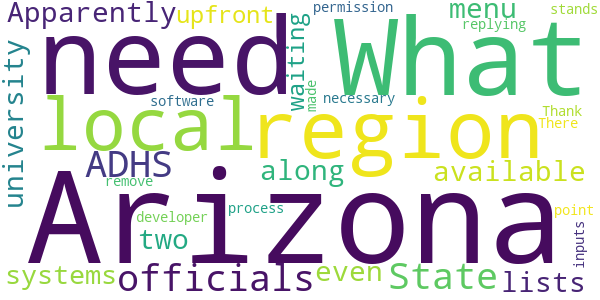 Apparently
upfront
permission
menu
stands
replying
need
What
Waiting
made
university
software
necessary
Thank
There
local
region
ADHS
along
available
remove
Arizona
developer
process
point
two
inputs
systems
officials
even
State
lists